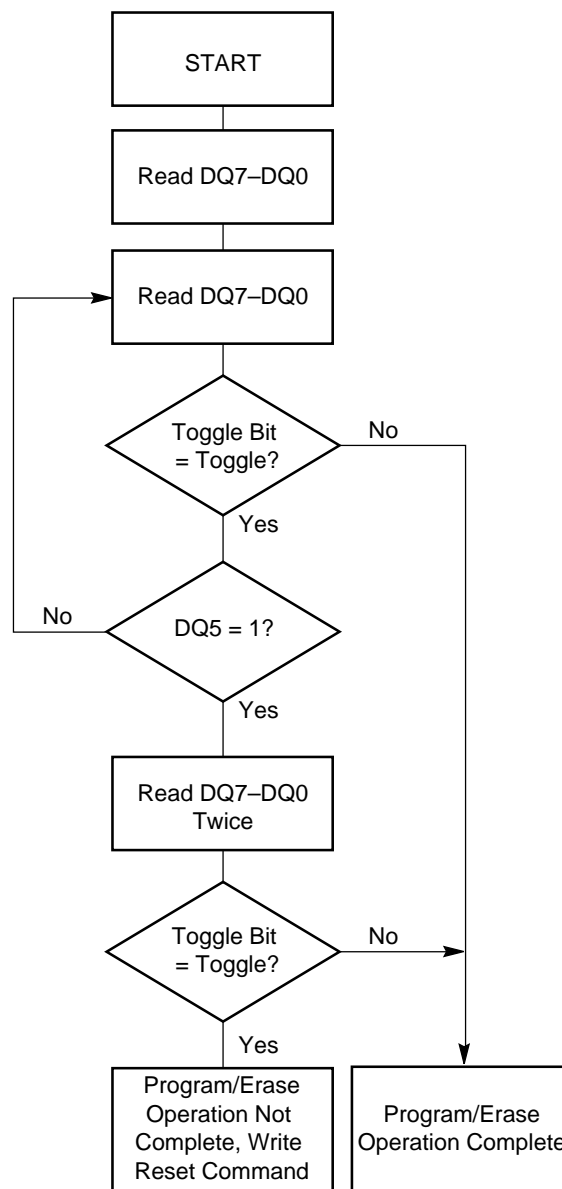 START
Read DQ7–DQ0
Read DQ7–DQ0
Toggle Bit
= Toggle?
No
Yes
No
DQ5 = 1?
Yes
Read DQ7–DQ0
Twice
Toggle Bit
= Toggle?
No
Yes
Program/Erase
Operation Not
Complete, Write
Reset Command
Program/Erase
Operation Complete